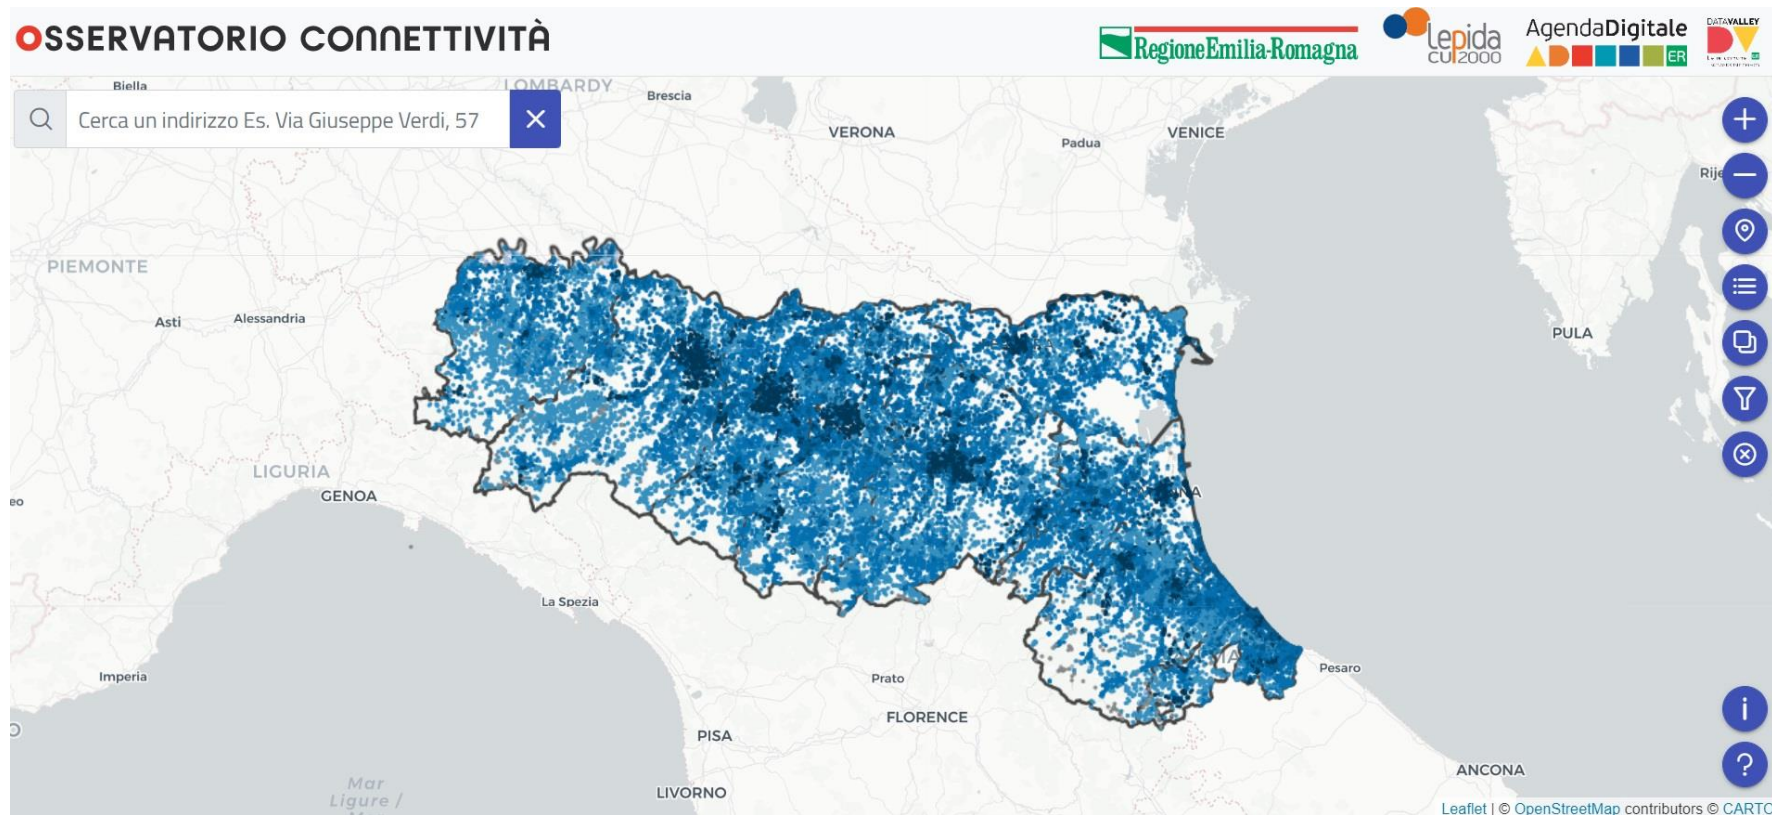 OSSERVATORIO CONNETTIVITÀ
RegioneEmilia-Romagna
Lepida
CUP2000
AgendaDigitale
ER
DATAVALLEY
Biella
LOMBARDY
Brescia
Cerca un indirizzo Es. Via Giuseppe Verdi, 57
VERONA
Padua
VENICE
Rije
PIEMONTE
Asti
Alessandria
PULA
LIGURIA
GENOA
La Spezia
Imperia
Prato
Pesaro
FLORENCE
PISA
ANCONA
Mar
Ligure /
LIVORNO
Leaflet | © OpenStreetMap contributors © CARTO